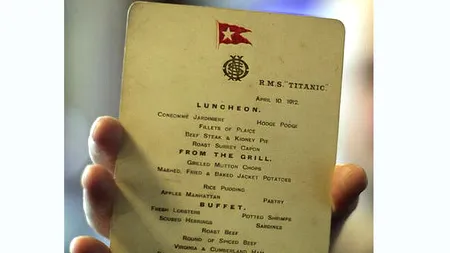 R.M.S. "TITANIC."
APRIL 10, 1912.
LUNCHEON.
CONSOMMÉ JARDINIERE HODGE PODGE
FILLETS OF PLAICE
BEEF STEAK & KIDNEY PIE
ROAST SURREY CAPON
FROM THE GRILL.
GRILLED MUTTON CHOPS
MASHED, FRIED & BAKED JACKET POTATOES
RICE PUDDING
APPLES MANHATTAN PASTRY
BUFFET.
FRESH LOBSTERS POTTED SHRIMPS
SOUSED HERRINGS SARDINES
ROAST BEEF
ROUND OF SPICED BEEF
VIRGINIA & CUMBERLAND HAM